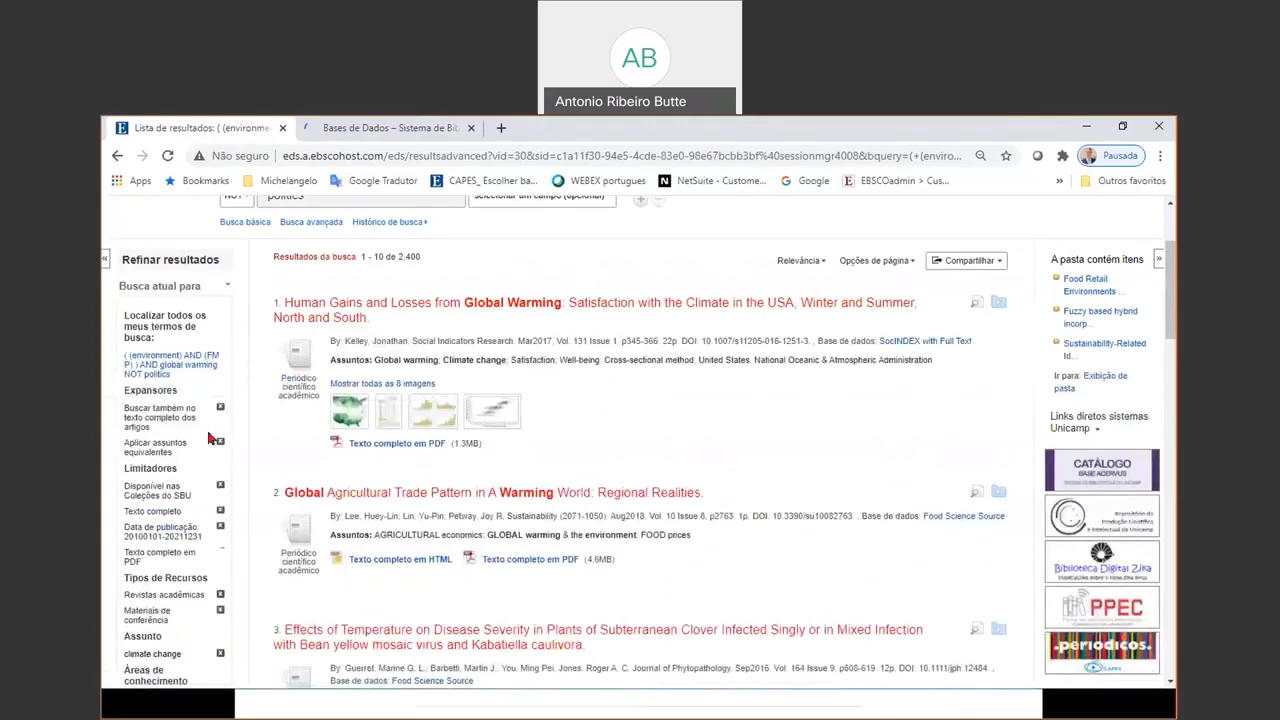 AB
Antonio Ribeiro Butte
Lista de resultados: ( (environme
Bases de Dados – Sistema de Bib
Não seguro
eds.a.ebscohost.com/eds/resultsadvanced?vid=30&sid=c1a11f30-94e5-4cde-83e0-98e67bcbb3bf%40sessionmgr4008&bquery=(+(enviro...
Pausada
Apps
Bookmarks
Michelangelo
Google Tradutor
CAPES_ Escolher ba...
WEBEX portugues
NetSuite - Custome...
Google
EBSCOadmin > Cus...
»
Outros favoritos
NOT
politics
Selecionar um campo (opcional)
Busca básica
Busca avançada
Histórico de busca
Refinar resultados
Busca atual para
Localizar todos os
meus termos de
busca:
( (environment) AND (FM
P) ) AND global warming
NOT politics
Expansores
Buscar também no
texto completo dos
artigos
Aplicar assuntos
equivalentes
Limitadores
Disponível nas
Coleções do SBU
Texto completo
Data de publicação:
20100101-20211231
Texto completo em
PDF
Tipos de Recursos
Revistas acadêmicas
Materiais de
conferência
Assunto
climate change
Áreas de
conhecimento
Resultados da busca: 1 - 10 de 2,400
Relevância
Opções de página
Compartilhar
1. Human Gains and Losses from Global Warming: Satisfaction with the Climate in the USA, Winter and Summer,
North and South.
By: Kelley, Jonathan. Social Indicators Research. Mar2017, Vol. 131 Issue 1, p345-366. 22p. DOI: 10.1007/s11205-016-1251-3. , Base de dados: SocINDEX with Full Text
Assuntos: Global warming; Climate change; Satisfaction; Well-being; Cross-sectional method; United States. National Oceanic & Atmospheric Administration
Periódico
científico
acadêmico
Mostrar todas as 8 imagens
Texto completo em PDF (1.3MB)
2. Global Agricultural Trade Pattern in A Warming World: Regional Realities.
Sustainability (2071-1050). Aug2018, Vol. 10 Issue 8, p2763. 1p. DOI: 10.3390/su10082763. , Base de dados: Food Science Source
Assuntos: AGRICULTURAL economics; GLOBAL warming & the environment; FOOD prices
Periódico
científico
acadêmico
Texto completo em HTML
Texto completo em PDF (4.6MB)
3. Effects of Temperature on Disease Severity in Plants of Subterranean Clover Infected Singly or in Mixed Infection
with Bean yellow mosaic virus and Kabatiella caulivora.
By: Guerret, Marine G. L.; Barbetti, Martin J.; You, Ming Pei; Jones, Roger A. C. Journal of Phytopathology. Sep2016, Vol. 164 Issue 9, p608-619. 12p. DOI: 10.1111/jph.12484. ,
Base de dados: Food Science Source
A pasta contém itens
Food Retail
Environments ...
Fuzzy based hybrid
incorp...
Sustainability-Related
Id...
Ir para: Exibição de
pasta
Links diretos sistemas
Unicamp
CATÁLOGO
BASE ACERVUS
Repositório da
Produção Científica
e Intelectual da Unicamp
Biblioteca Digital Zika
PPEC
.periodicos.
CAPES